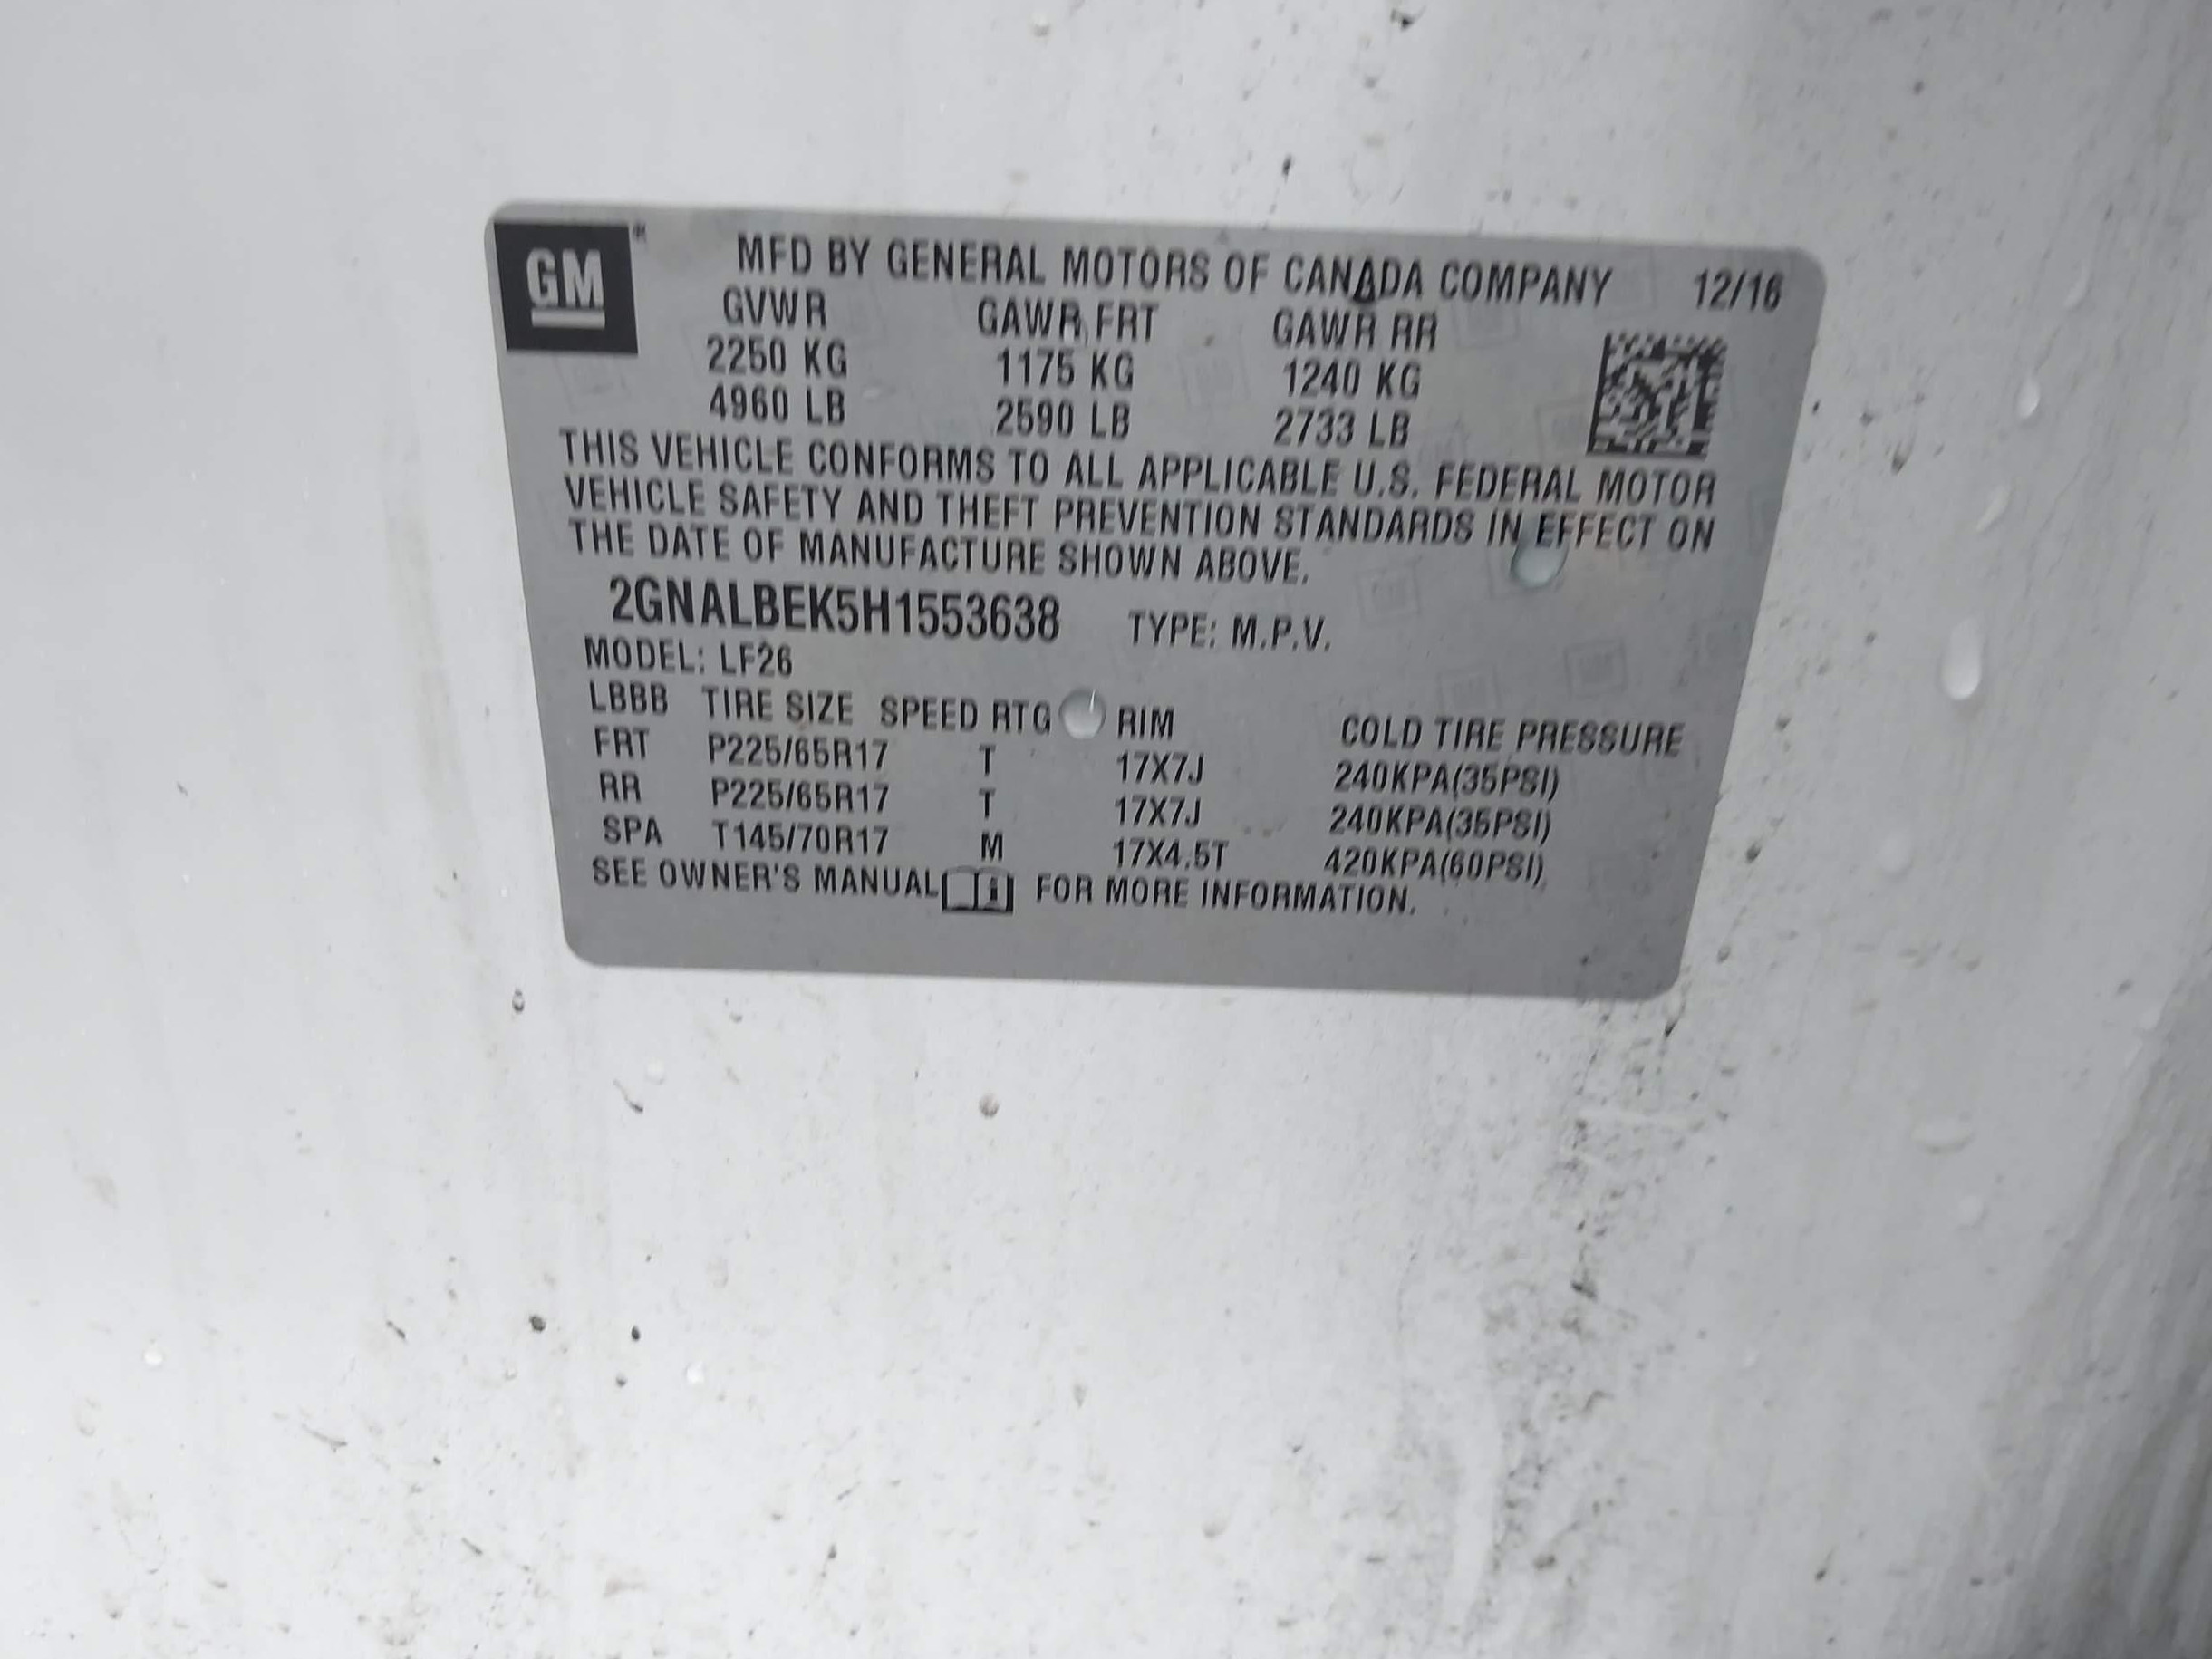 GM
MFD BY GENERAL MOTORS OF CANADA COMPANY 12/16
GVWR GAWR FRT GAWR RR
2250 KG 1175 KG 1240 KG
4960 LB 2590 LB 2733 LB
THIS VEHICLE CONFORMS TO ALL APPLICABLE U.S. FEDERAL MOTOR
VEHICLE SAFETY AND THEFT PREVENTION STANDARDS IN EFFECT ON
THE DATE OF MANUFACTURE SHOWN ABOVE.
2GNALBEK5H1553638 TYPE: M.P.V.
MODEL: LF26
LBBB TIRE SIZE SPEED RTG RIM COLD TIRE PRESSURE
FRT P225/65R17 T 17X7J 240KPA(35PSI)
RR P225/65R17 T 17X7J 240KPA(35PSI)
SPA T145/70R17 M 17X4.5T 420KPA(60PSI)
SEE OWNER'S MANUAL FOR MORE INFORMATION.